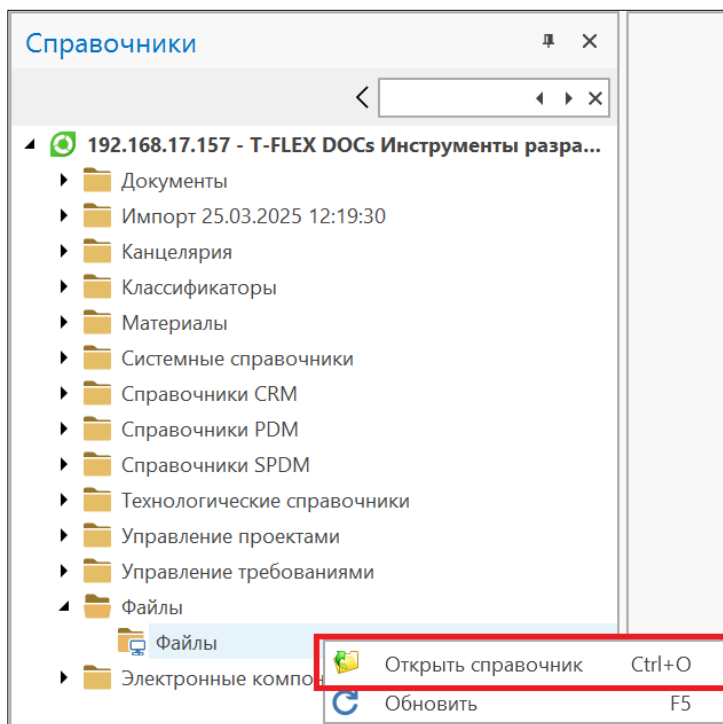 Справочники
192.168.17.157 - T-FLEX DOCs Инструменты разра...
Документы
Импорт 25.03.2025 12:19:30
Канцелярия
Классификаторы
Материалы
Системные справочники
Справочники CRM
Справочники PDM
Справочники SPDM
Технологические справочники
Управление проектами
Управление требованиями
Файлы
Файлы
Открыть справочник Ctrl+O
Электронные компон
Обновить F5